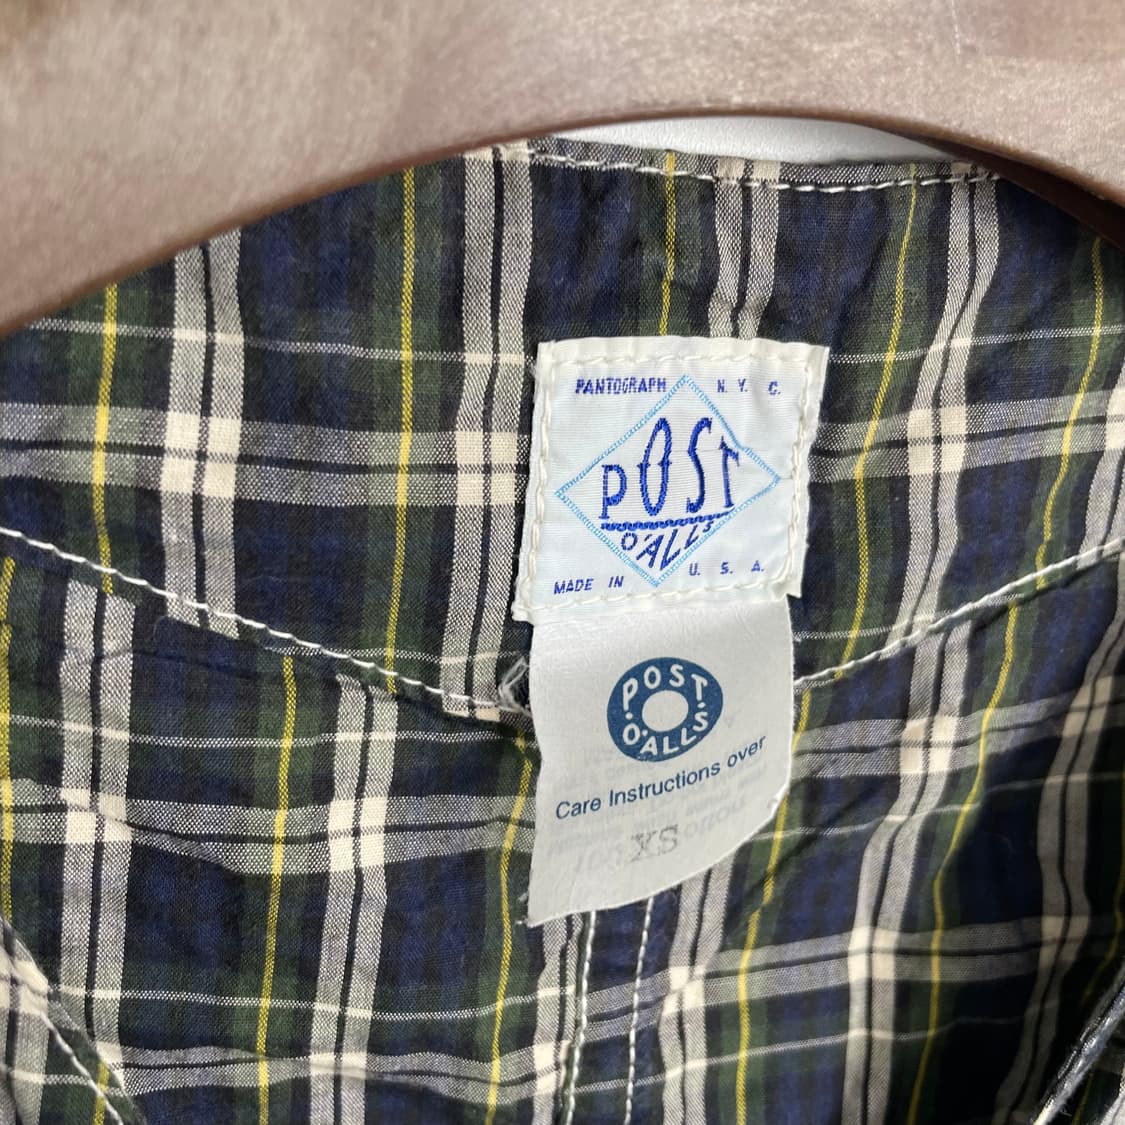 PANTOGRAPH N. Y. C.
POST
O'ALLS
MADE IN U. S. A.
POST
O'ALLS
Care Instructions over
XS